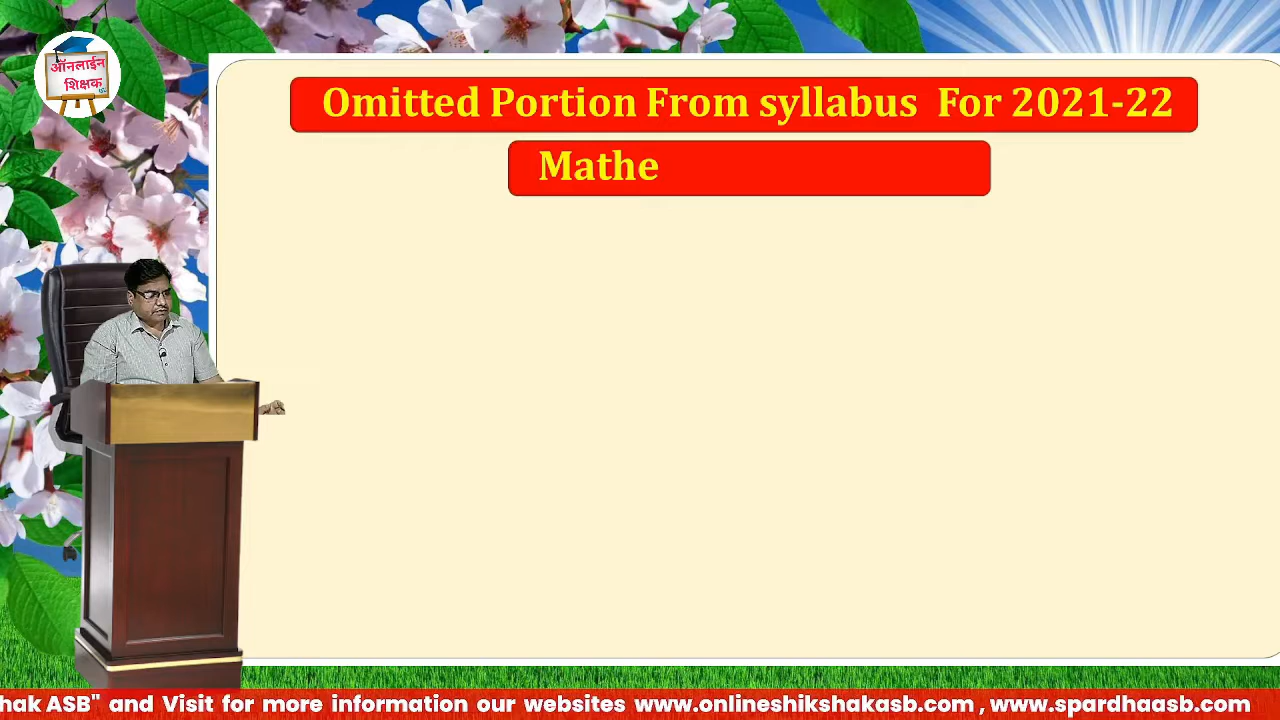 ऑनलाईन
शिक्षक
Omitted Portion From syllabus For 2021-22
Mathe
hak ASB" and Visit for more information our websites www.onlineshikshakasb.com , www.spardhaasb.com